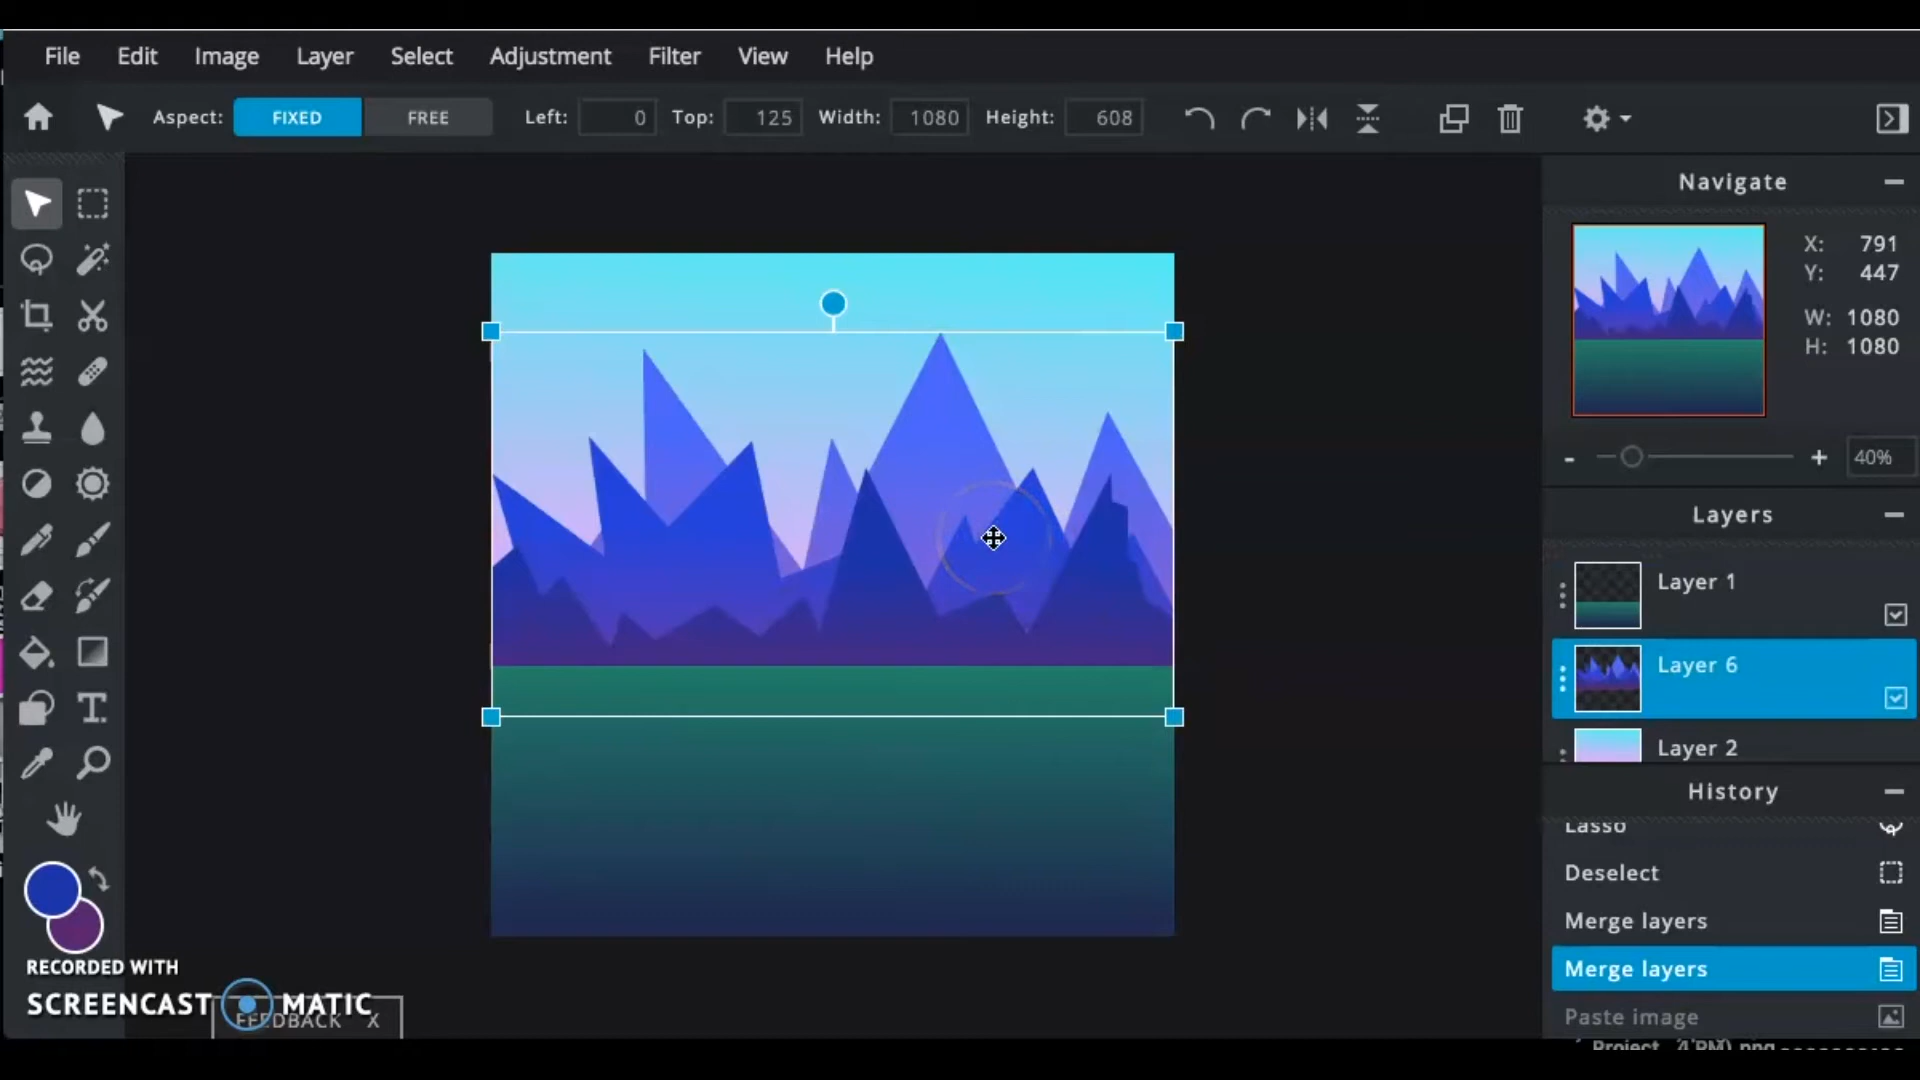 File Edit Image Layer Select Adjustment Filter View Help
Aspect: FIXED FREE Left: 0 Top: 125 Width: 1080 Height: 608
Navigate
X: 791
Y: 447
W: 1080
H: 1080
- + 40%
Layers
Layer 1
Layer 6
Layer 2
History
Lasso
Deselect
Merge layers
Merge layers
Paste image
RECORDED WITH
SCREENCAST MATIC
FEEDBACK X